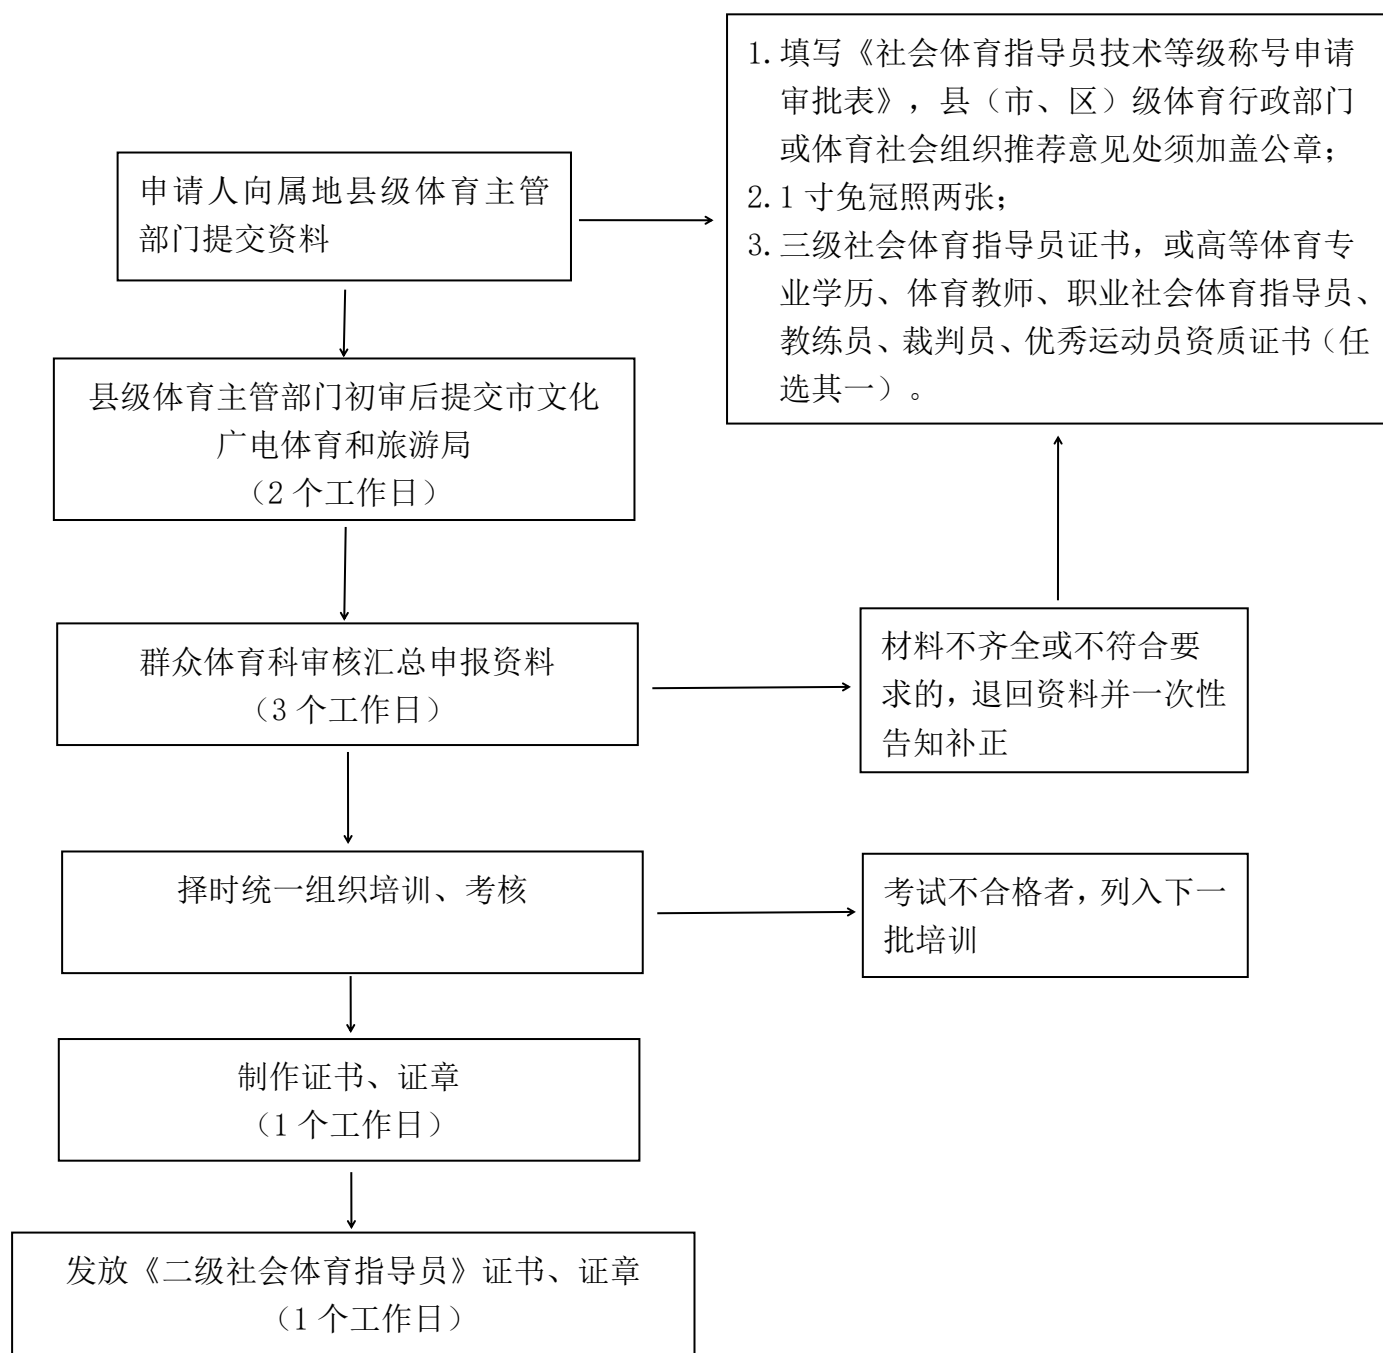 申请人向属地县级体育主管
部门提交资料
1.填写《社会体育指导员技术等级称号申请
审批表》，县（市、区）级体育行政部门
或体育社会组织推荐意见处须加盖公章；
2.1寸免冠照两张；
3.三级社会体育指导员证书，或高等体育专
业学历、体育教师、职业社会体育指导员、
教练员、裁判员、优秀运动员资质证书（任
选其一）。
县级体育主管部门初审后提交市文化
广电体育和旅游局
（2个工作日）
群众体育科审核汇总申报资料
（3个工作日）
材料不齐全或不符合要
求的，退回资料并一次性
告知补正
择时统一组织培训、考核
考试不合格者，列入下一
批培训
制作证书、证章
（1个工作日）
发放《二级社会体育指导员》证书、证章
（1个工作日）